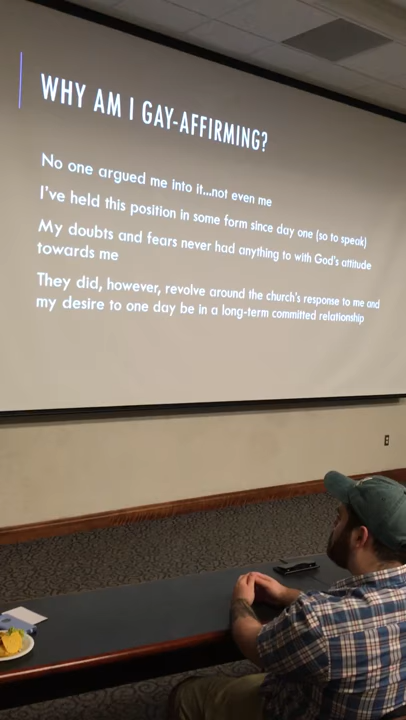 WHY AM I GAY-AFFIRMING?
No one argued me into it...not even me
I've held this position in some form since day one (so to speak)
My doubts and fears never had anything to with God's attitude
towards me
They did, however, revolve around the church's response to me and
my desire to one day be in a long-term committed relationship